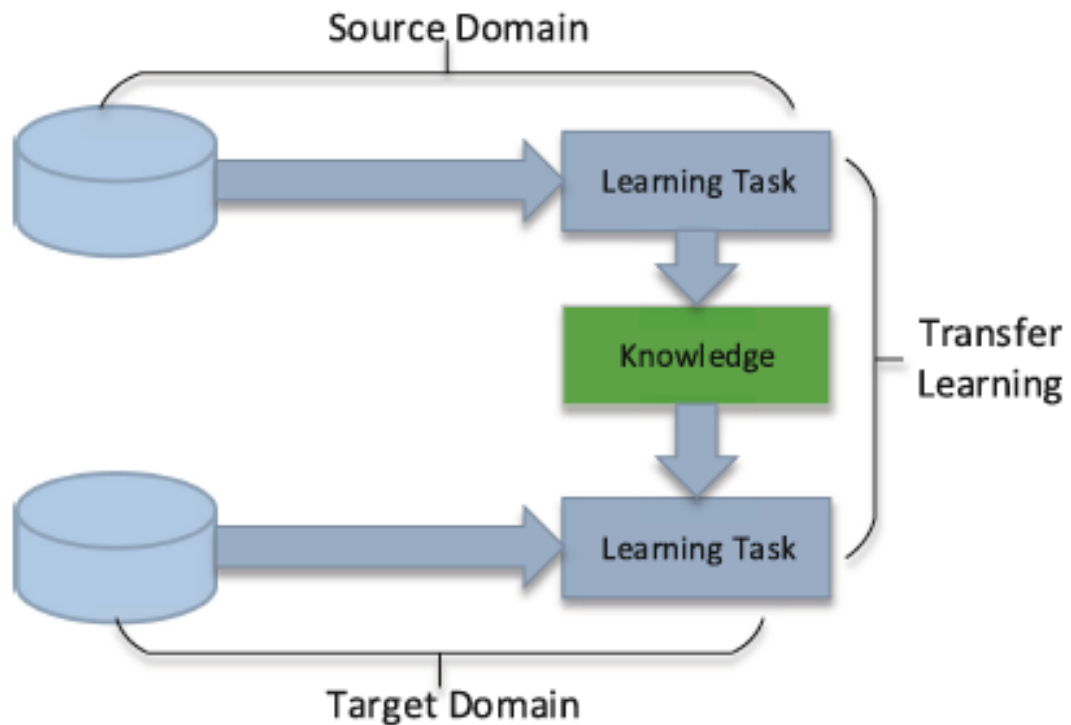 Source Domain
Learning Task
Knowledge
Transfer
Learning
Learning Task
Target Domain